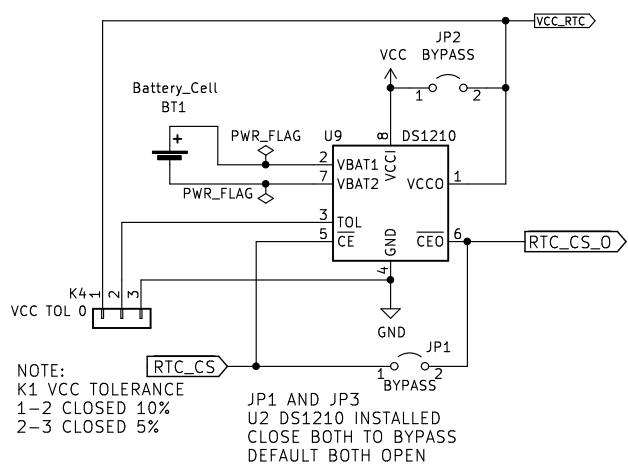 VCC_RTC
JP2
VCC BYPASS
1 2
Battery_Cell
BT1
+
PWR_FLAG
U9 DS1210
8
VCCI
2 VBAT1
7 VBAT2
VCCO 1
PWR_FLAG
3 TOL
5 CE
CEO 6
GND
4
RTC_CS_O
K4
1 2 3
VCC TOL 0
GND
JP1
RTC_CS
1 2
BYPASS
NOTE:
K1 VCC TOLERANCE
1-2 CLOSED 10%
2-3 CLOSED 5%
JP1 AND JP3
U2 DS1210 INSTALLED
CLOSE BOTH TO BYPASS
DEFAULT BOTH OPEN